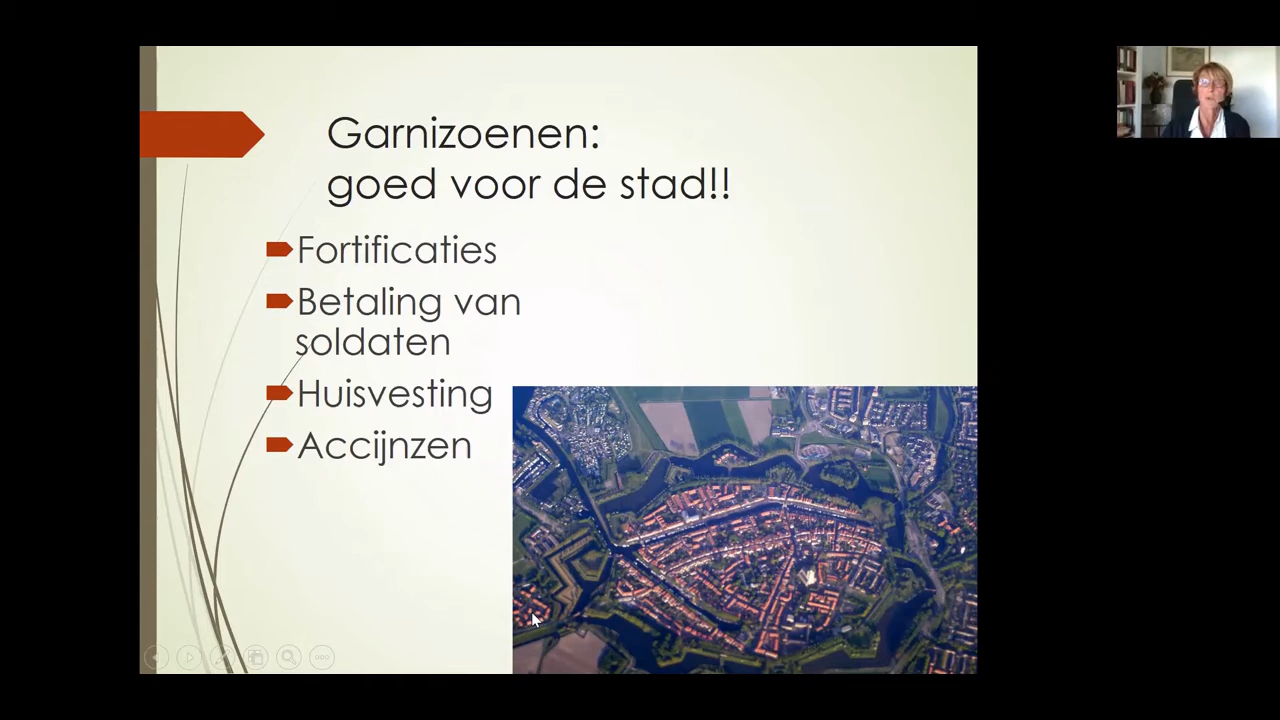 Garnizoenen:
goed voor de stad!!
Fortificaties
Betaling van
soldaten
Huisvesting
Accijnzen